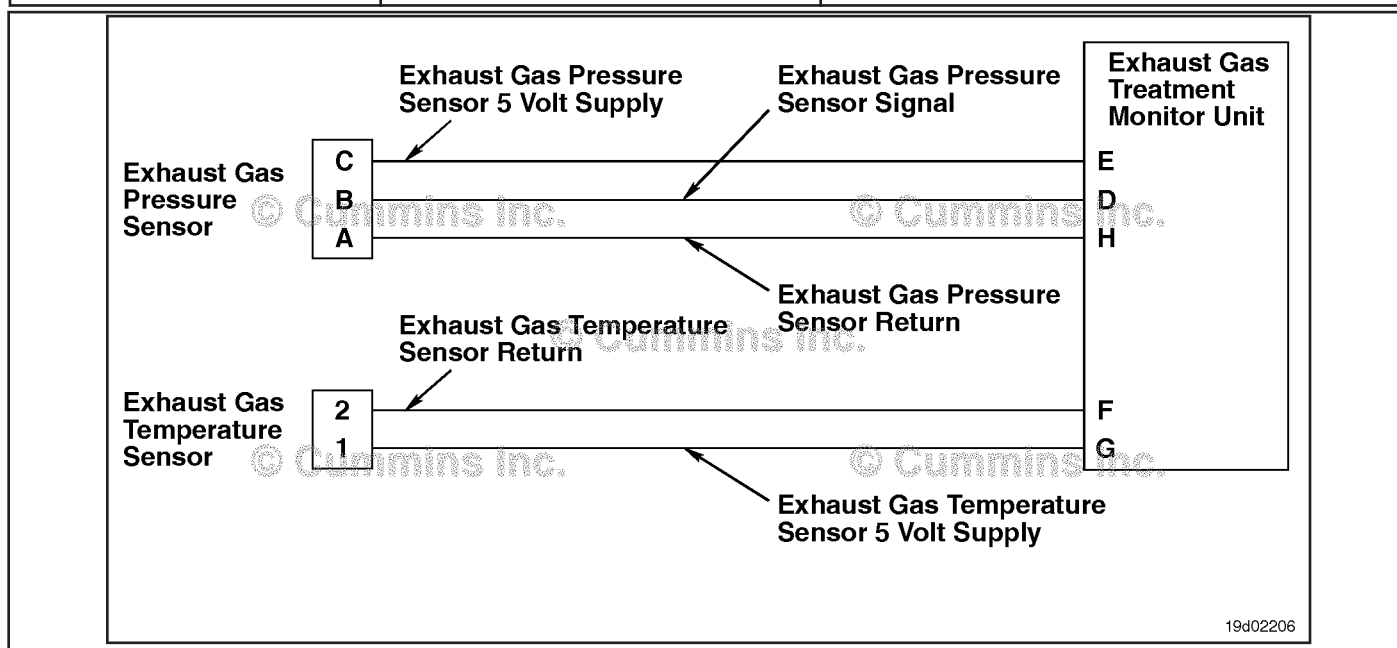 Exhaust Gas Pressure
Sensor 5 Volt Supply
Exhaust Gas Pressure
Sensor Signal
Exhaust Gas
Treatment
Monitor Unit
Exhaust Gas
Pressure
Sensor
C
B
A
E
D
H
© Cummins Inc.
© Cummins Inc.
Exhaust Gas Pressure
Sensor Return
Exhaust Gas Temperature
Sensor Return
© Cummins Inc.
Exhaust Gas
Temperature
Sensor
2
1
F
G
© Cummins Inc.
© Cummins Inc.
Exhaust Gas Temperature
Sensor 5 Volt Supply
19d02206